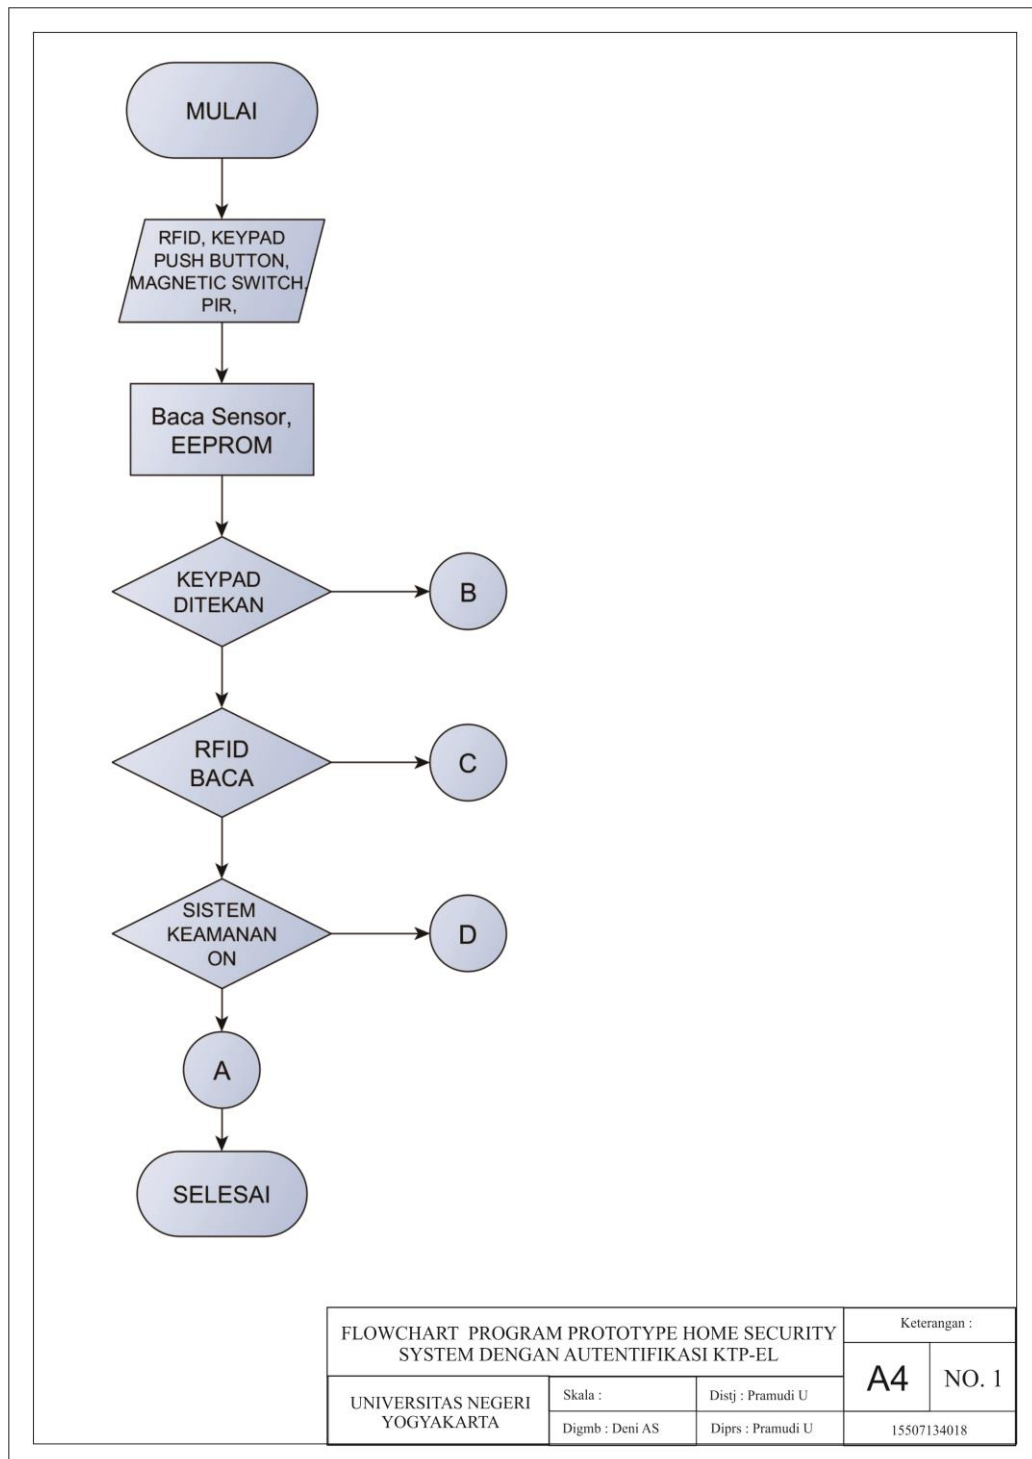 MULAI
RFID, KEYPAD
PUSH BUTTON,
MAGNETIC SWITCH,
PIR,
Baca Sensor,
EEPROM
KEYPAD
DITEKAN
B
RFID
BACA
C
SISTEM
KEAMANAN
ON
D
A
SELESAI
FLOWCHART PROGRAM PROTOTYPE HOME SECURITY
SYSTEM DENGAN AUTENTIFIKASI KTP-EL
Keterangan :
A4
NO. 1
UNIVERSITAS NEGERI
YOGYAKARTA
Skala :
Distj : Pramudi U
Digmb : Deni AS
Diprs : Pramudi U
15507134018